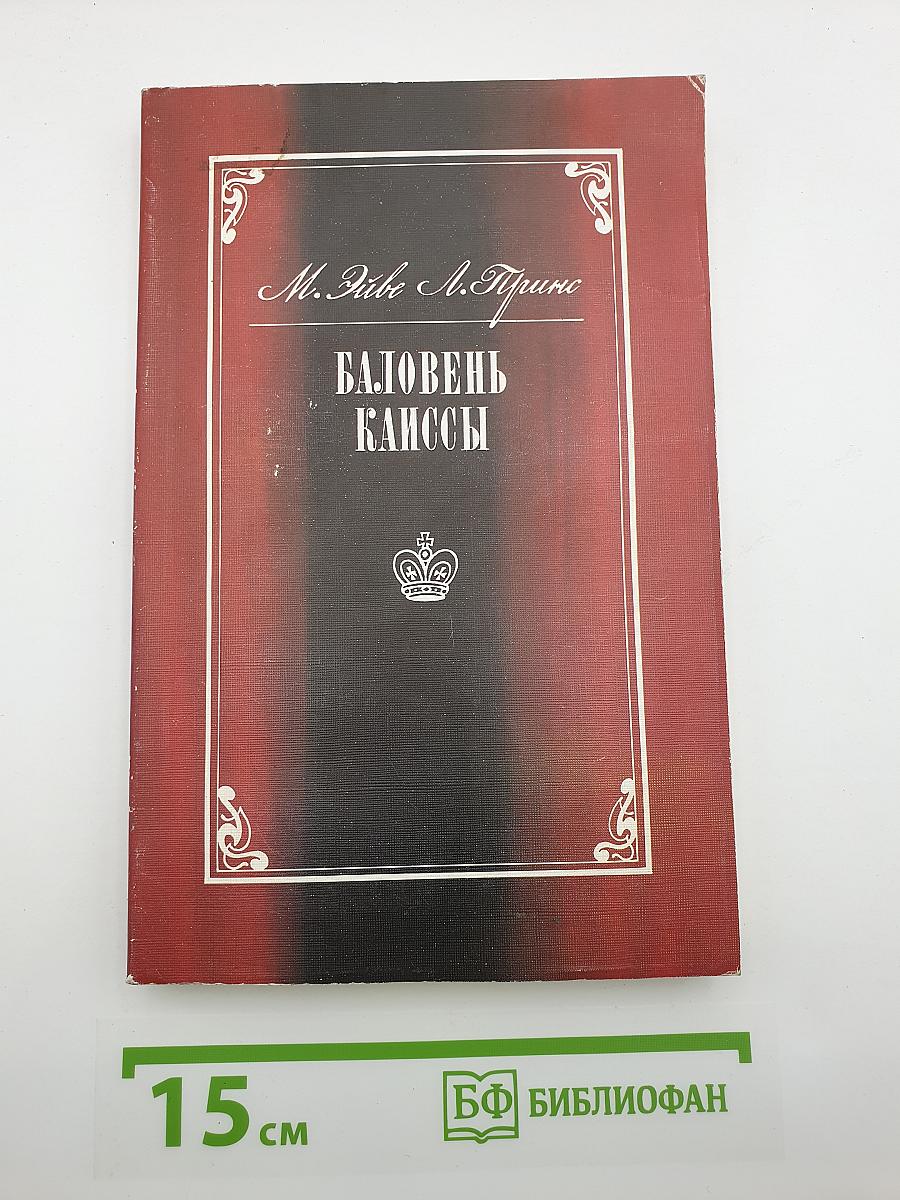 М. Эйве Л. Принс
БАЛОВЕНЬ
КАИССЫ
15 см
БФ БИБЛИОФАН